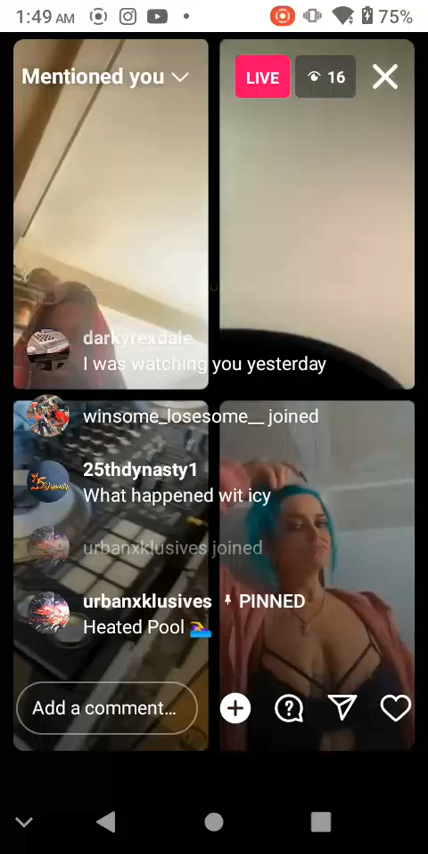 1:49 AM
75%
Mentioned you
LIVE
16
darkyrexdale
I was watching you yesterday
winsome_losesome__ joined
25thdynasty1
What happened wit icy
urbanxklusives joined
urbanxklusives PINNED
Heated Pool
Add a comment...